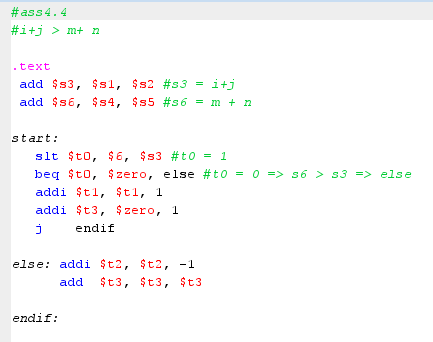 #ass4.4
#i+j > m+ n
.text
add $s3, $s1, $s2 #s3 = i+j
add $s6, $s4, $s5 #s6 = m + n
start:
slt $t0, $6, $s3 #t0 = 1
beq $t0, $zero, else #t0 = 0 => s6 > s3 => else
addi $t1, $t1, 1
addi $t3, $zero, 1
j endif
else: addi $t2, $t2, -1
add $t3, $t3, $t3
endif: